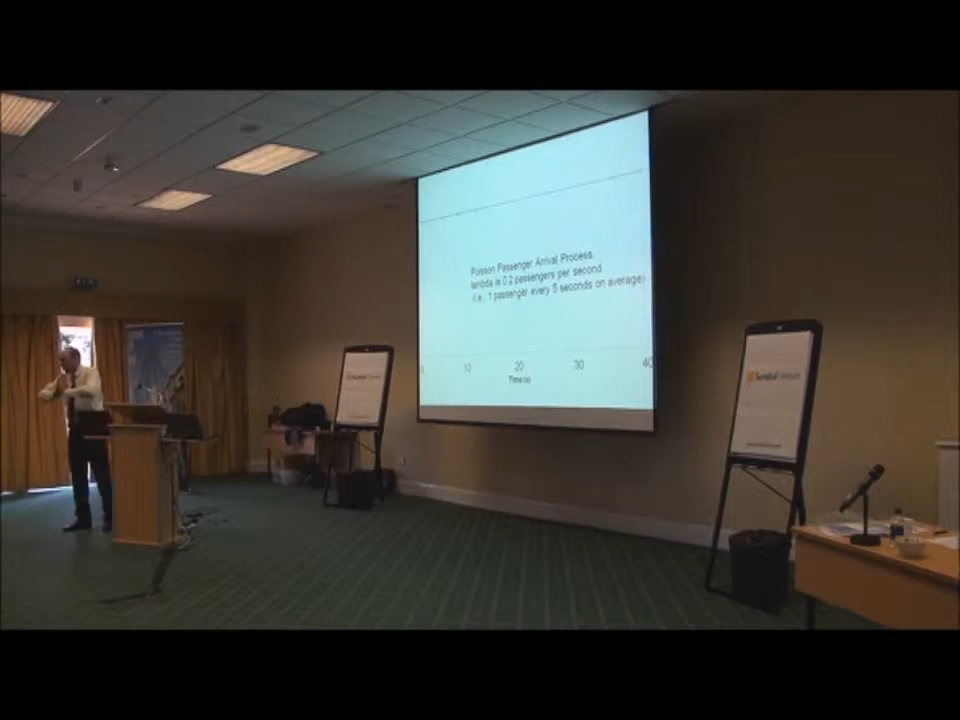 Poisson Passenger Arrival Process.
lambda is 0.2 passengers per second
(i.e., 1 passenger every 5 seconds on average)
0 10 20 30 40
Time (s)